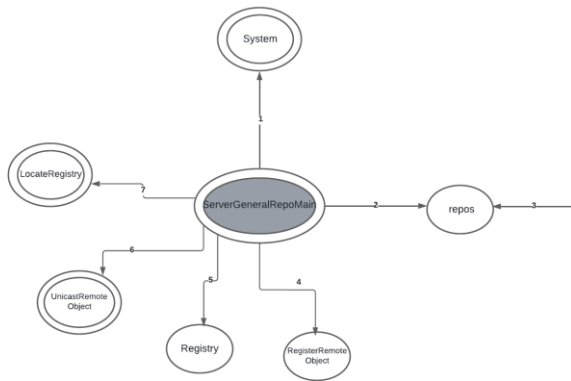 System
1
LocateRegistry
7
ServerGeneralRepoMain
2
repos
3
6
5
4
UnicastRemote
Object
Registry
RegisterRemote
Object